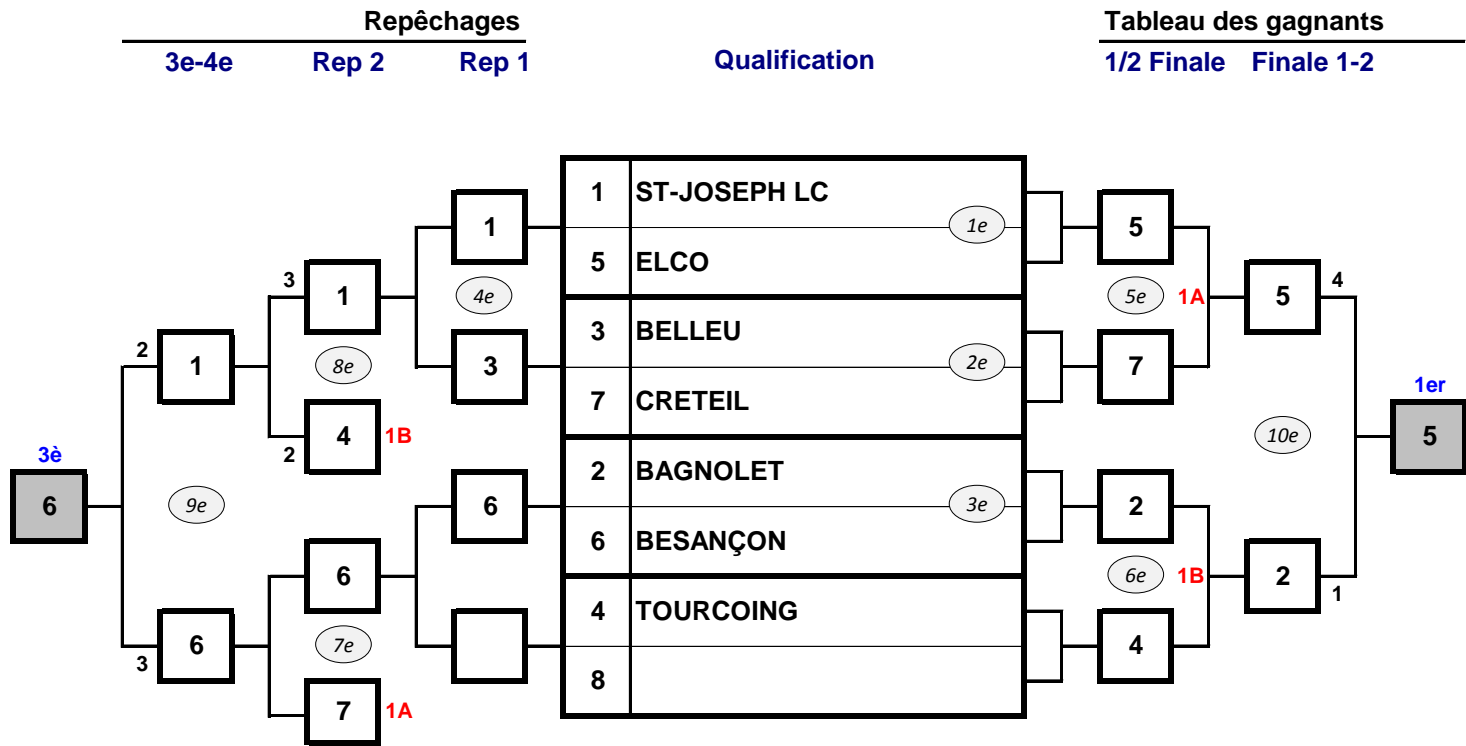 Repêchages Tableau des gagnants
3e-4e Rep 2 Rep 1 Qualification 1/2 Finale Finale 1-2
1 ST-JOSEPH LC
1 1e 5
5 ELCO
3 1 4e 5e 1A 5 4
3 BELLEU
2 1 8e 3 2e 7
7 CRETEIL
1er
2 4 1B 10e 5
3è
2 BAGNOLET
6 9e 6 3e 2
6 BESANÇON
6 6e 1B 2 1
4 TOURCOING
3 6 7e 4
8
7 1A